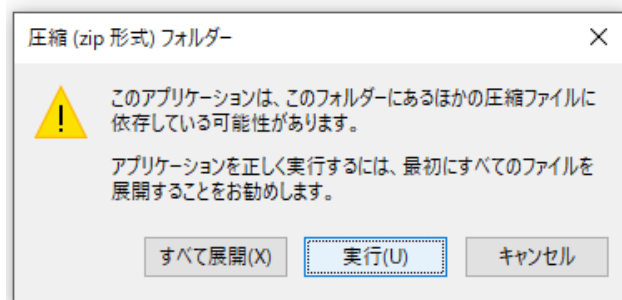 圧縮 (zip 形式) フォルダー
このアプリケーションは、このフォルダーにあるほかの圧縮ファイルに
依存している可能性があります。
アプリケーションを正しく実行するには、最初にすべてのファイルを
展開することをお勧めします。
すべて展開(X)
実行(U)
キャンセル